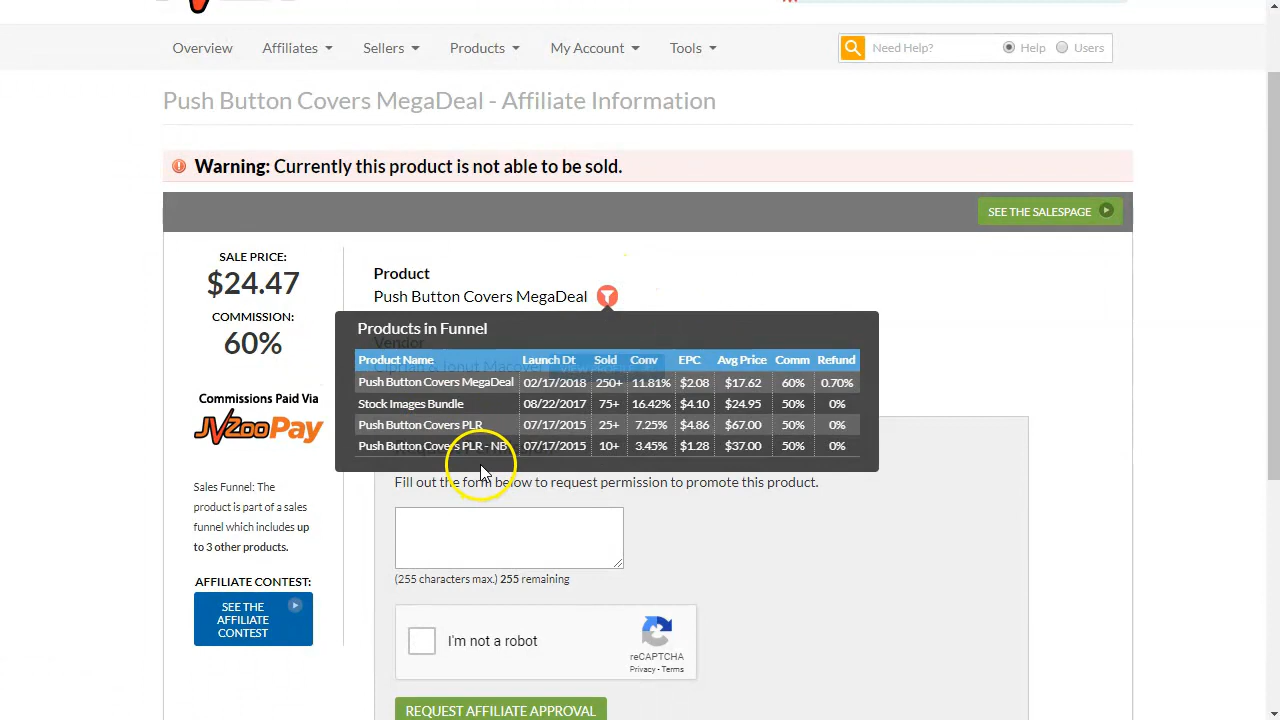 Overview Affiliates Sellers Products My Account Tools Need Help? Help Users
Push Button Covers MegaDeal - Affiliate Information
Warning: Currently this product is not able to be sold.
SEE THE SALESPAGE
SALE PRICE:
$24.47
COMMISSION:
60%
Commissions Paid Via
JVZooPay
Sales Funnel: The
product is part of a sales
funnel which includes up
to 3 other products.
AFFILIATE CONTEST:
SEE THE
AFFILIATE
CONTEST
Product
Push Button Covers MegaDeal
Products in Funnel
Vendor
Product Name Launch Dt Sold Conv EPC Avg Price Comm Refund
Push Button Covers MegaDeal 02/17/2018 250+ 11.81% $2.08 $17.62 60% 0.70%
Stock Images Bundle 08/22/2017 75+ 16.42% $4.10 $24.95 50% 0%
Push Button Covers PLR 07/17/2015 25+ 7.25% $4.86 $67.00 50% 0%
Push Button Covers PLR - NB 07/17/2015 10+ 3.45% $1.28 $37.00 50% 0%
Fill out the form below to request permission to promote this product.
(255 characters max.) 255 remaining
I'm not a robot
reCAPTCHA
Privacy - Terms
REQUEST AFFILIATE APPROVAL